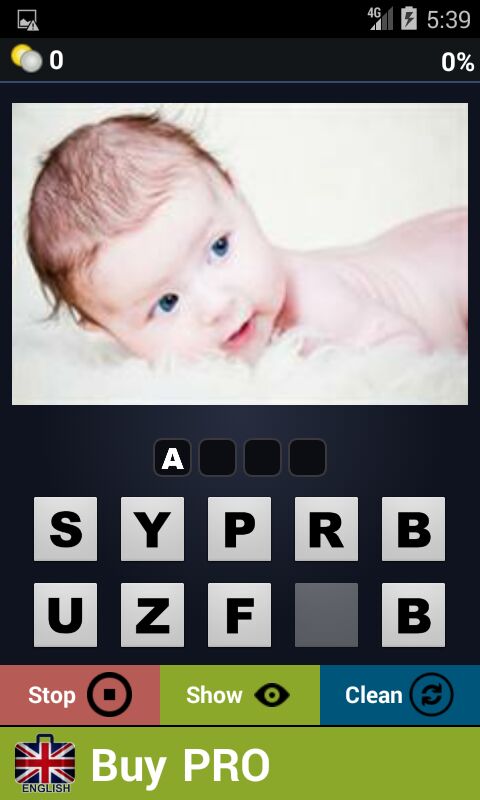 4G 5:39
0 0%
A
S Y P R B
U Z F B
Stop Show Clean
ENGLISH Buy PRO